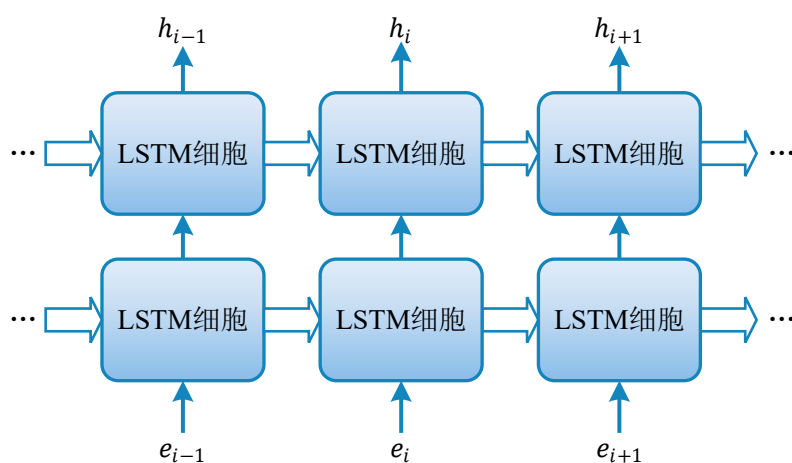 h_{i−1} h_i h_{i+1}
… LSTM细胞 LSTM细胞 LSTM细胞 …
… LSTM细胞 LSTM细胞 LSTM细胞 …
e_{i−1} e_i e_{i+1}